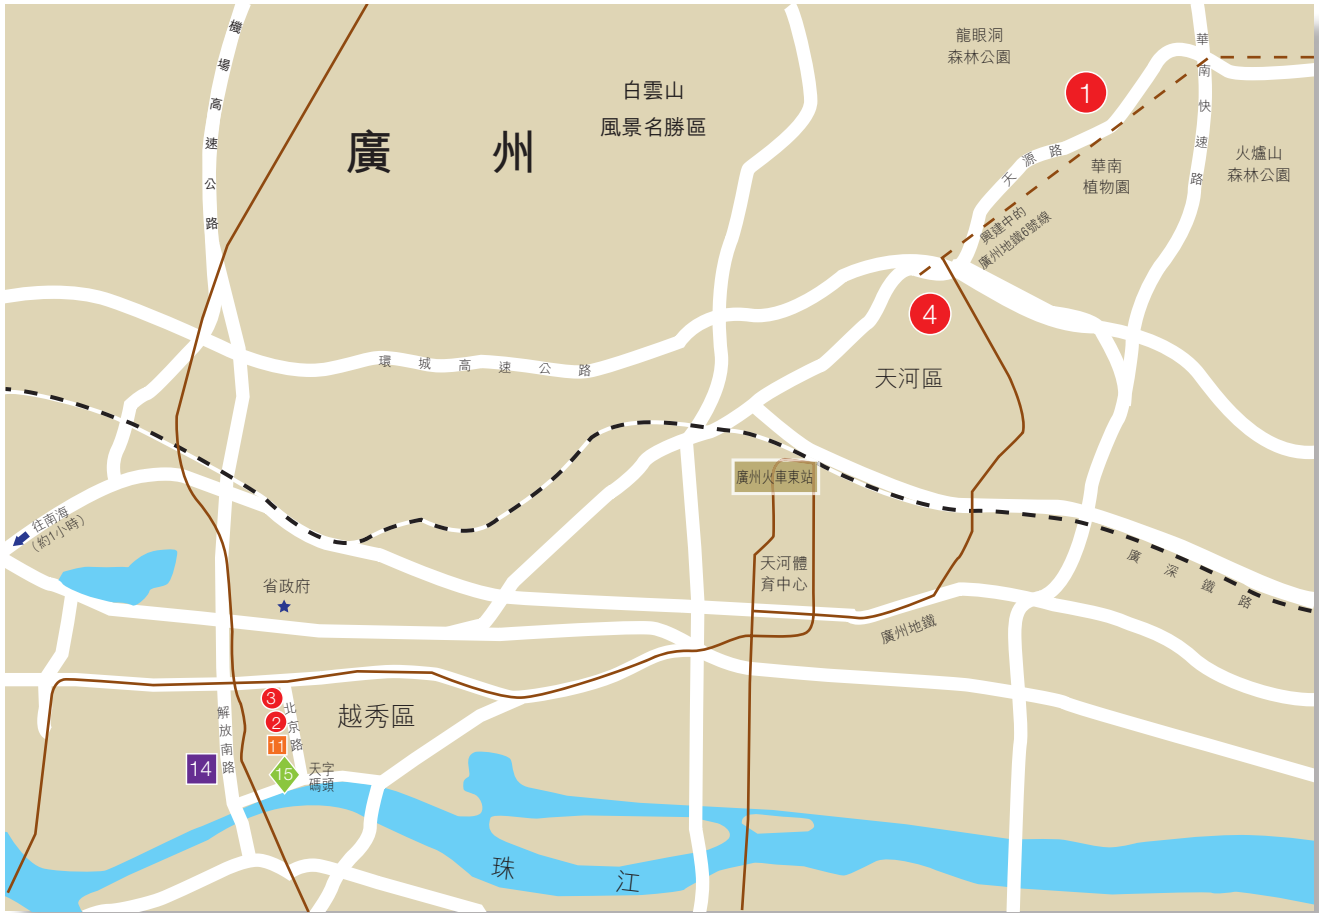 機場高速公路
龍眼洞
森林公園
華南快速路
白雲山
風景名勝區
廣州
1
天源路
華南
植物園
火爐山
森林公園
興建中的
廣州地鐵6號線
4
天河區
環城高速公路
廣州火車東站
往南海
（約1小時）
省政府
天河體
育中心
廣深鐵路
廣州地鐵
3
2
11
北京路
解放南路
越秀區
14
15
天字
碼頭
珠江